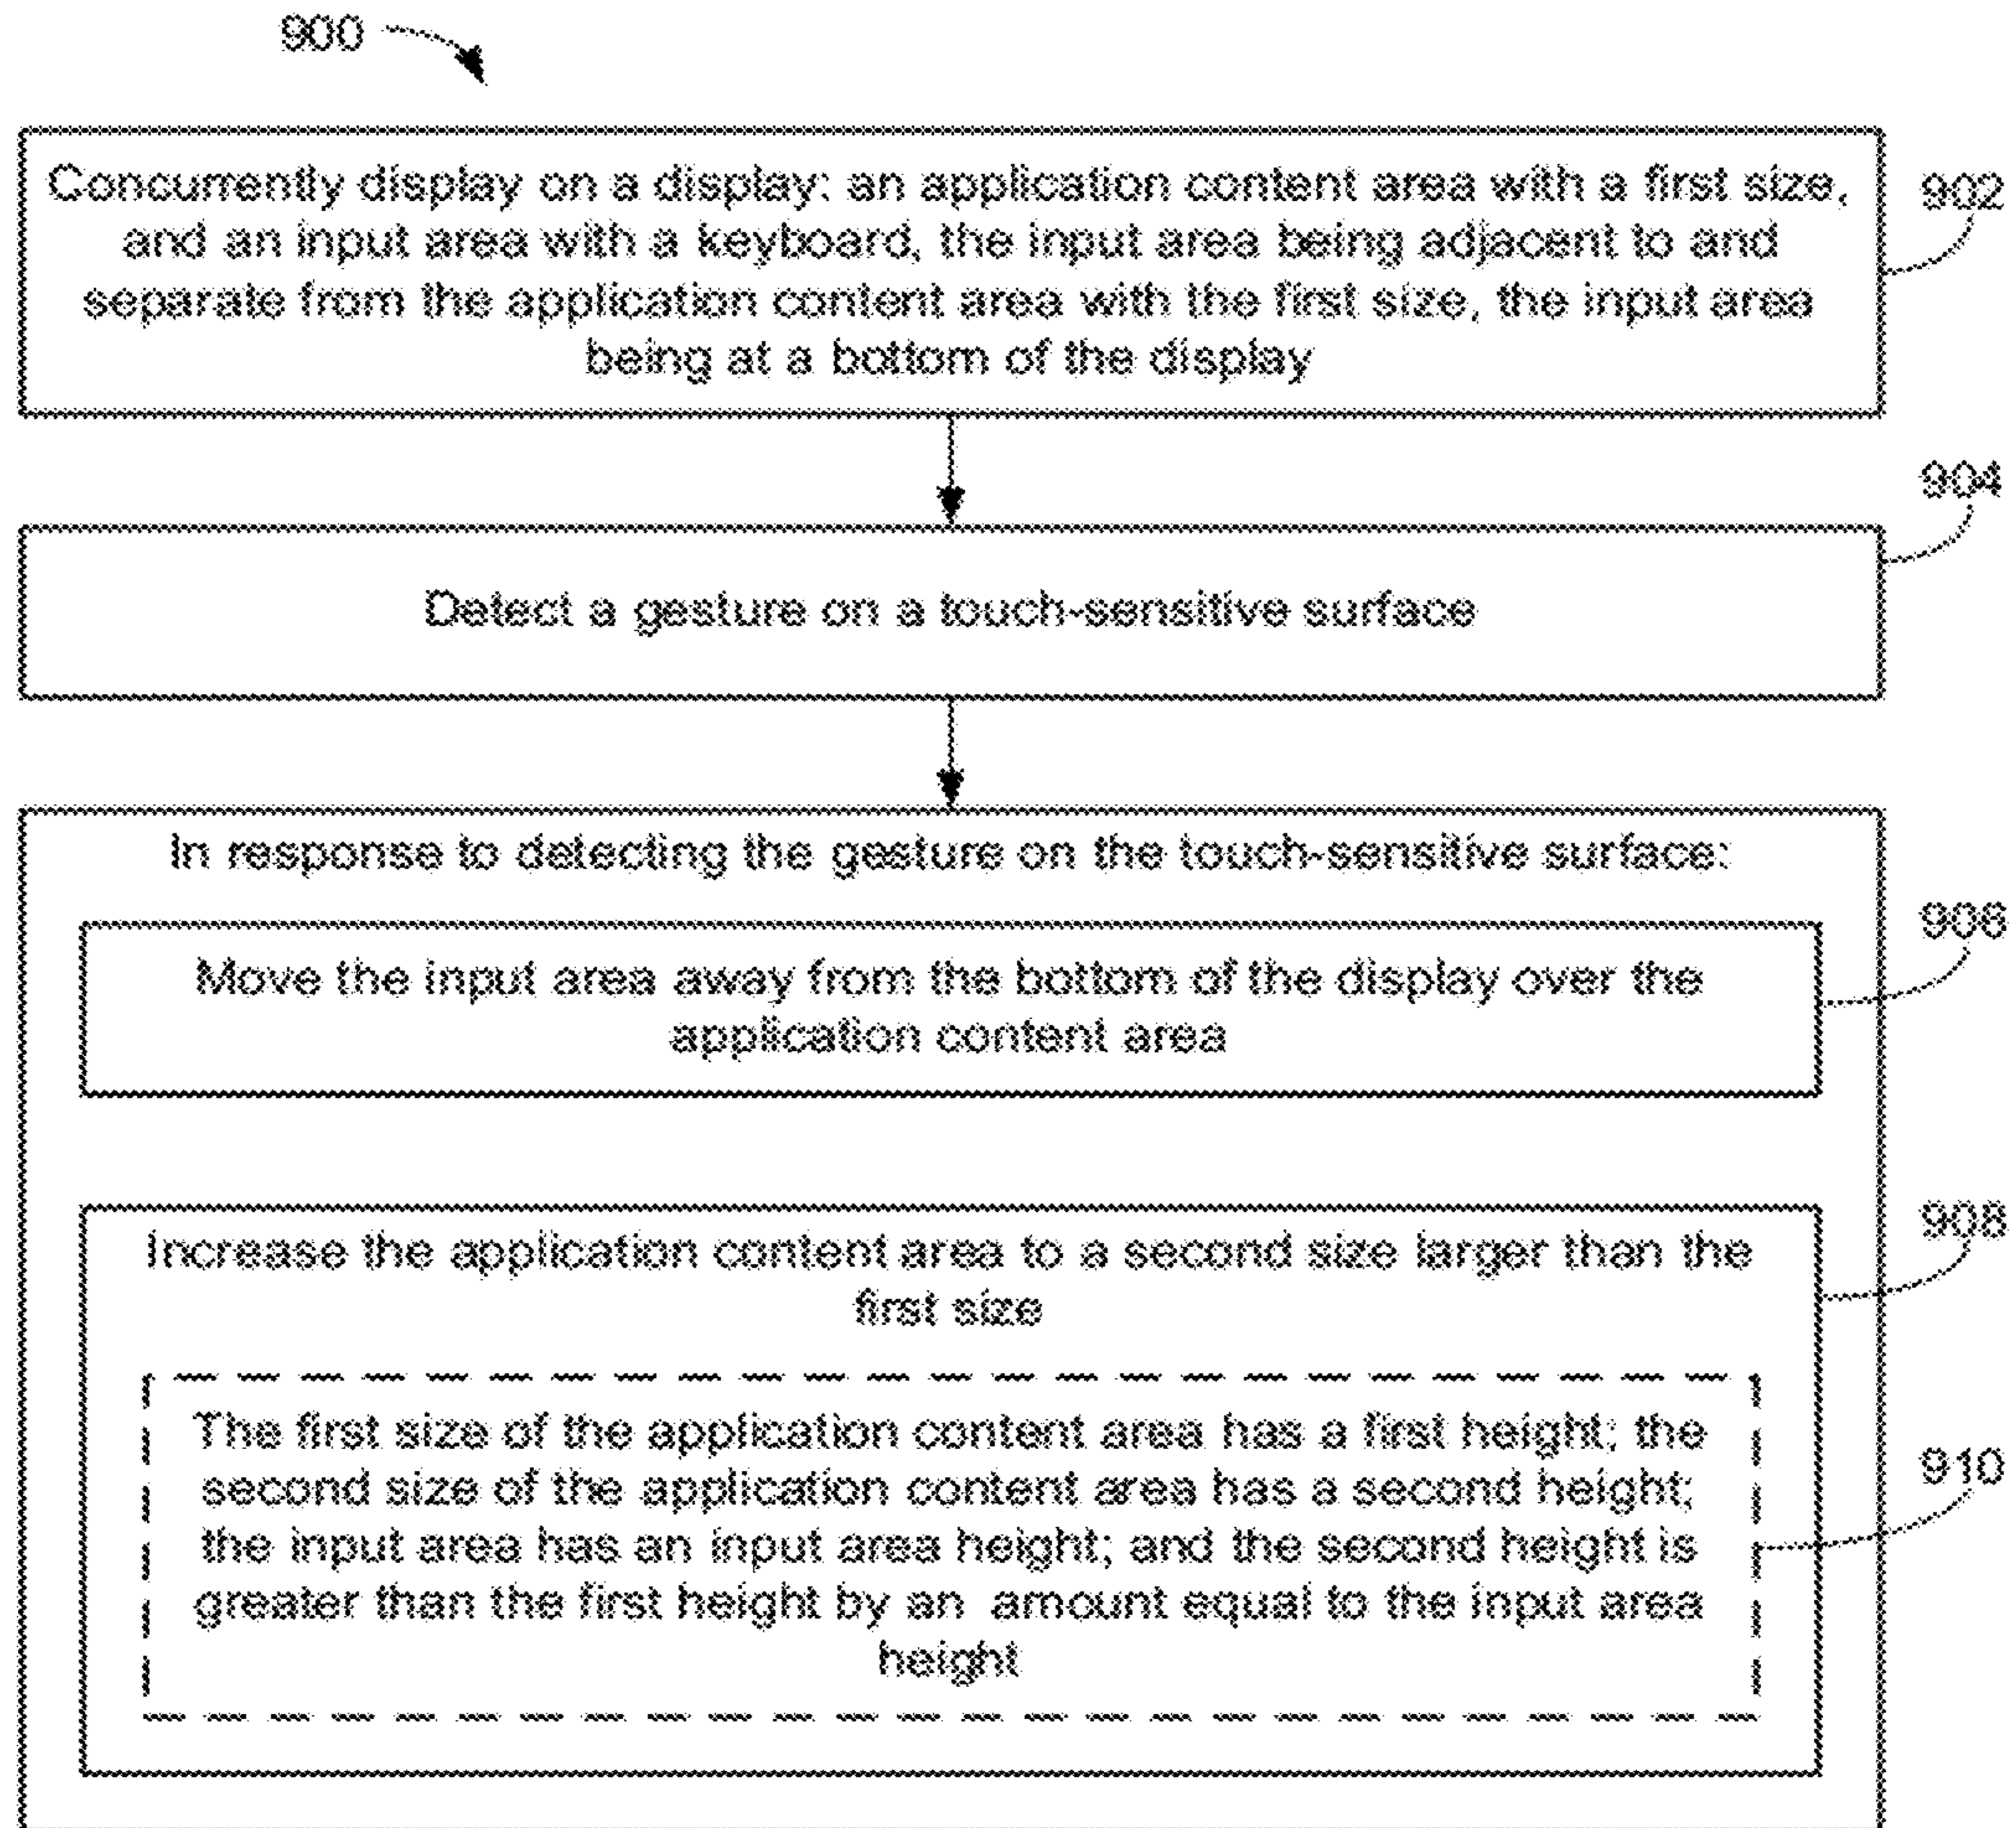 900
Concurrently display on a display: an application content area with a first size,
and an input area with a keyboard, the input area being adjacent to and
separate from the application content area with the first size, the input area
being at a bottom of the display
902
904
Detect a gesture on a touch-sensitive surface
In response to detecting the gesture on the touch-sensitive surface:
906
Move the input area away from the bottom of the display over the
application content area
908
Increase the application content area to a second size larger than the
first size
The first size of the application content area has a first height; the
second size of the application content area has a second height;
the input area has an input area height; and the second height is
greater than the first height by an amount equal to the input area
height
910